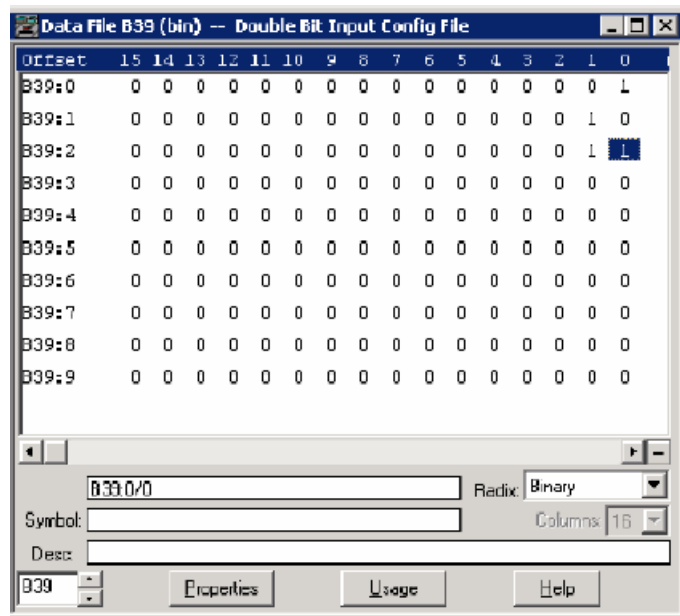 Data File B39 (bin) -- Double Bit Input Config File
Offset 15 14 13 12 11 10 9 8 7 6 5 4 3 2 1 0
B39:0 0 0 0 0 0 0 0 0 0 0 0 0 0 0 0 1
B39:1 0 0 0 0 0 0 0 0 0 0 0 0 0 0 1 0
B39:2 0 0 0 0 0 0 0 0 0 0 0 0 0 0 1 1
B39:3 0 0 0 0 0 0 0 0 0 0 0 0 0 0 0 0
B39:4 0 0 0 0 0 0 0 0 0 0 0 0 0 0 0 0
B39:5 0 0 0 0 0 0 0 0 0 0 0 0 0 0 0 0
B39:6 0 0 0 0 0 0 0 0 0 0 0 0 0 0 0 0
B39:7 0 0 0 0 0 0 0 0 0 0 0 0 0 0 0 0
B39:8 0 0 0 0 0 0 0 0 0 0 0 0 0 0 0 0
B39:9 0 0 0 0 0 0 0 0 0 0 0 0 0 0 0 0
B39:0/0 Radix: Binary
Symbol: Columns: 16
Desc:
B39 Properties Usage Help